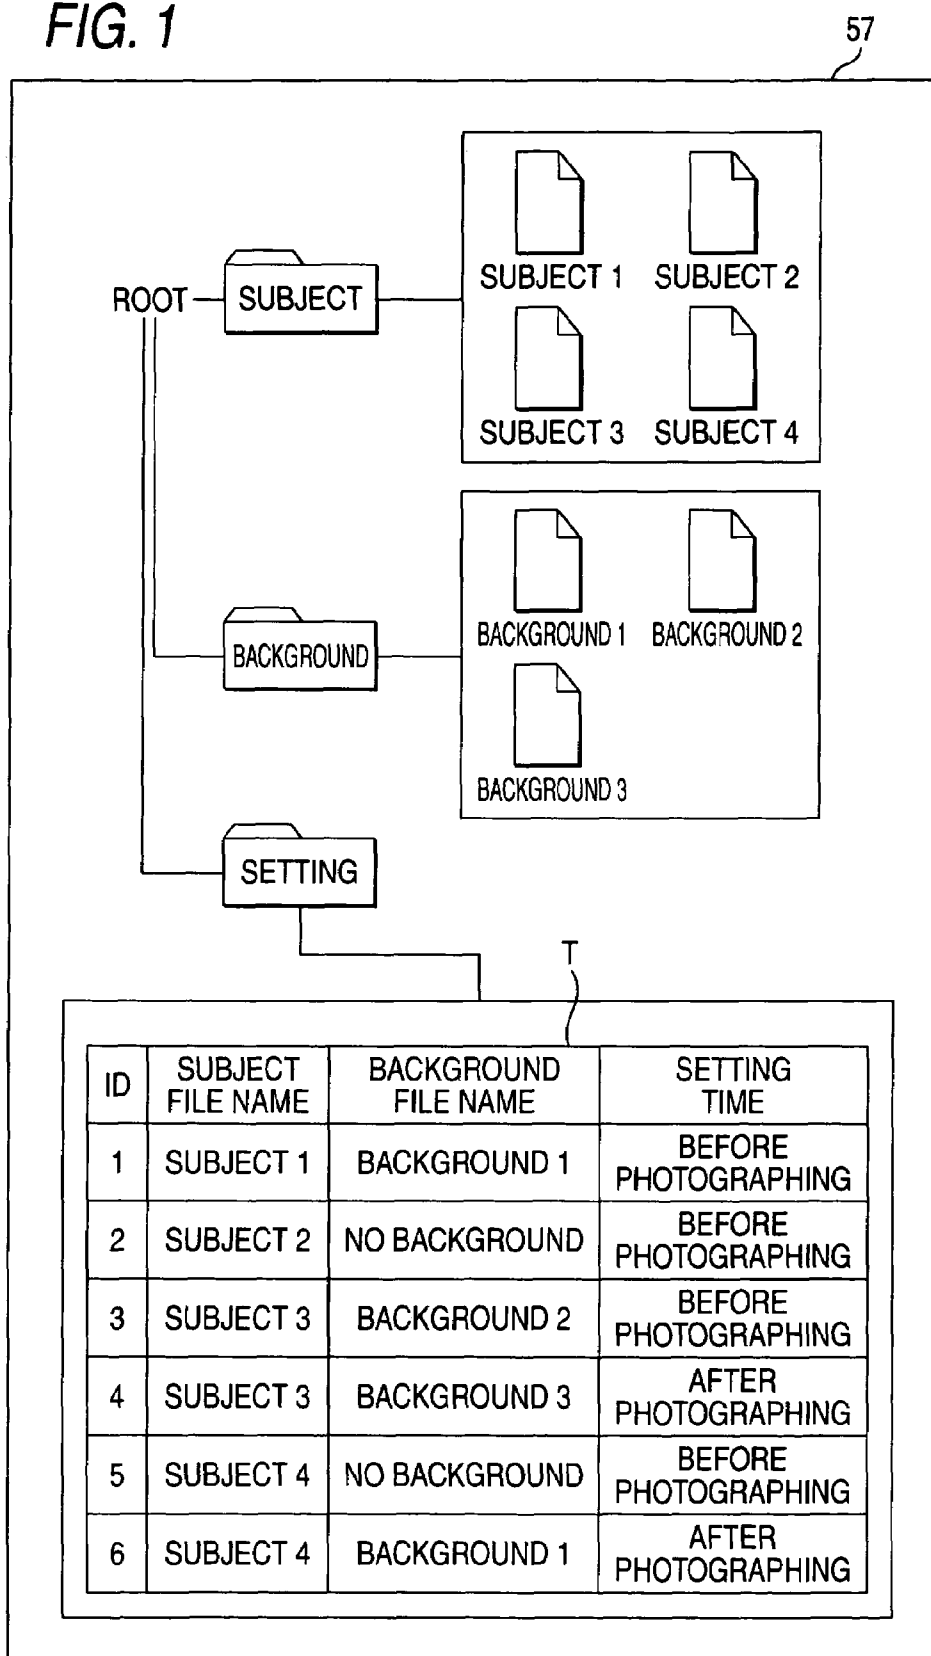 FIG. 1
57
SUBJECT 1 SUBJECT 2
ROOT SUBJECT
SUBJECT 3 SUBJECT 4
BACKGROUND 1 BACKGROUND 2
BACKGROUND
BACKGROUND 3
SETTING
T
ID SUBJECT FILE NAME BACKGROUND FILE NAME SETTING TIME
1 SUBJECT 1 BACKGROUND 1 BEFORE PHOTOGRAPHING
2 SUBJECT 2 NO BACKGROUND BEFORE PHOTOGRAPHING
3 SUBJECT 3 BACKGROUND 2 BEFORE PHOTOGRAPHING
4 SUBJECT 3 BACKGROUND 3 AFTER PHOTOGRAPHING
5 SUBJECT 4 NO BACKGROUND BEFORE PHOTOGRAPHING
6 SUBJECT 4 BACKGROUND 1 AFTER PHOTOGRAPHING